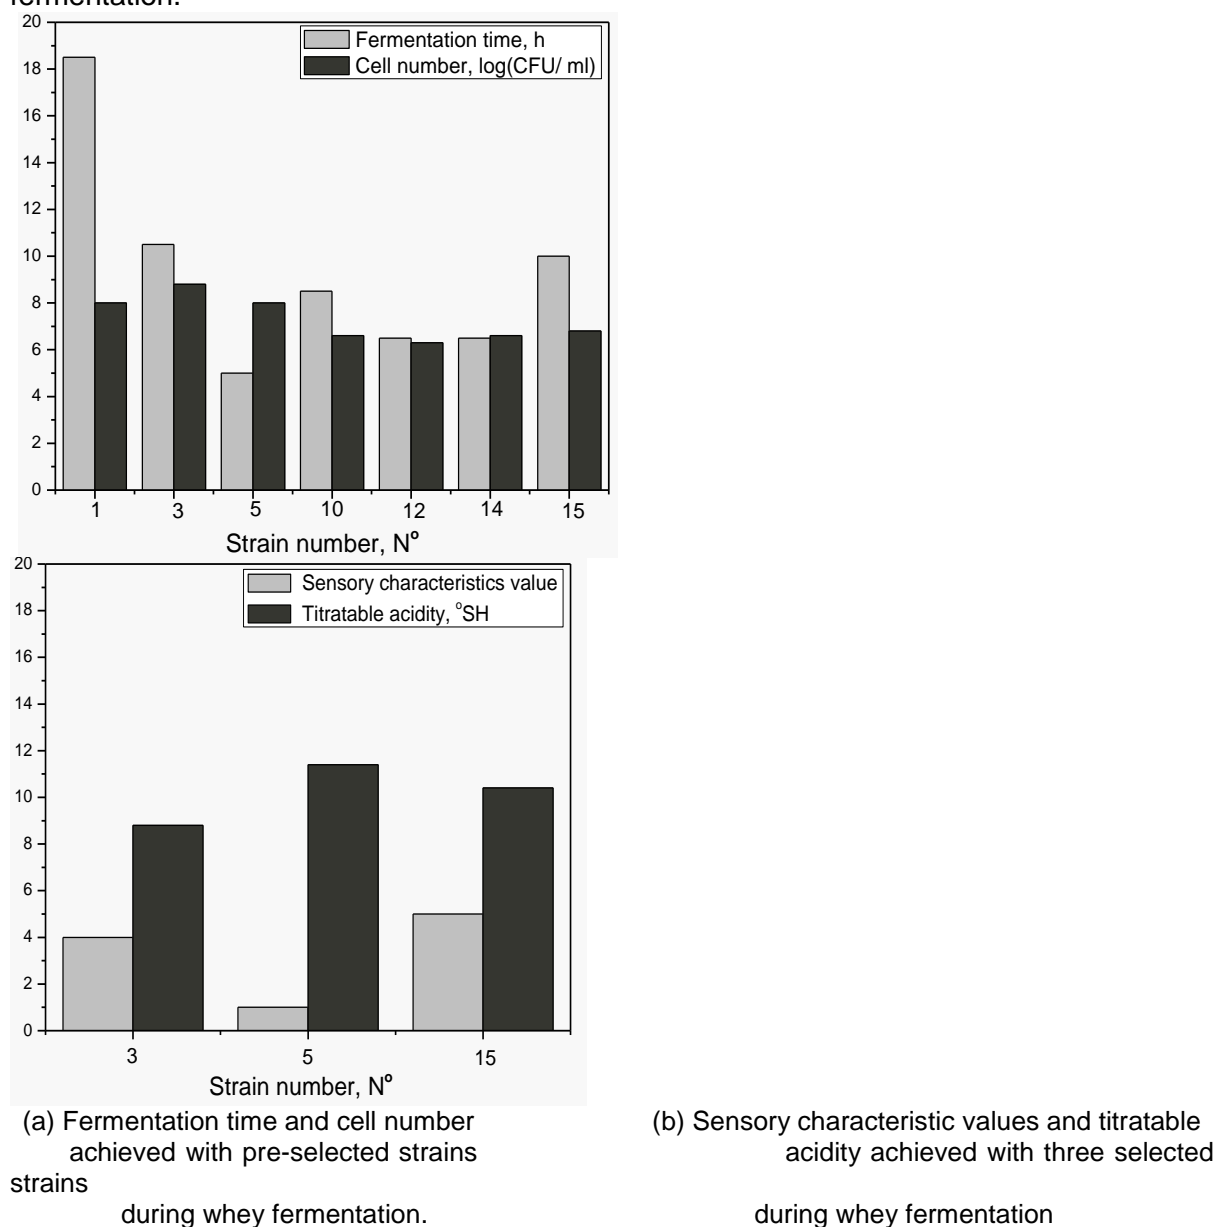 fermentation.
20
18
16
14
12
10
8
6
4
2
0
Fermentation time, h
Cell number, log(CFU/ ml)
1 3 5 10 12 14 15
Strain number, N°
20
18
16
14
12
10
8
6
4
2
0
Sensory characteristics value
Titratable acidity, °SH
3 5 15
Strain number, N°
(a) Fermentation time and cell number (b) Sensory characteristic values and titratable
achieved with pre-selected strains acidity achieved with three selected
strains
during whey fermentation. during whey fermentation